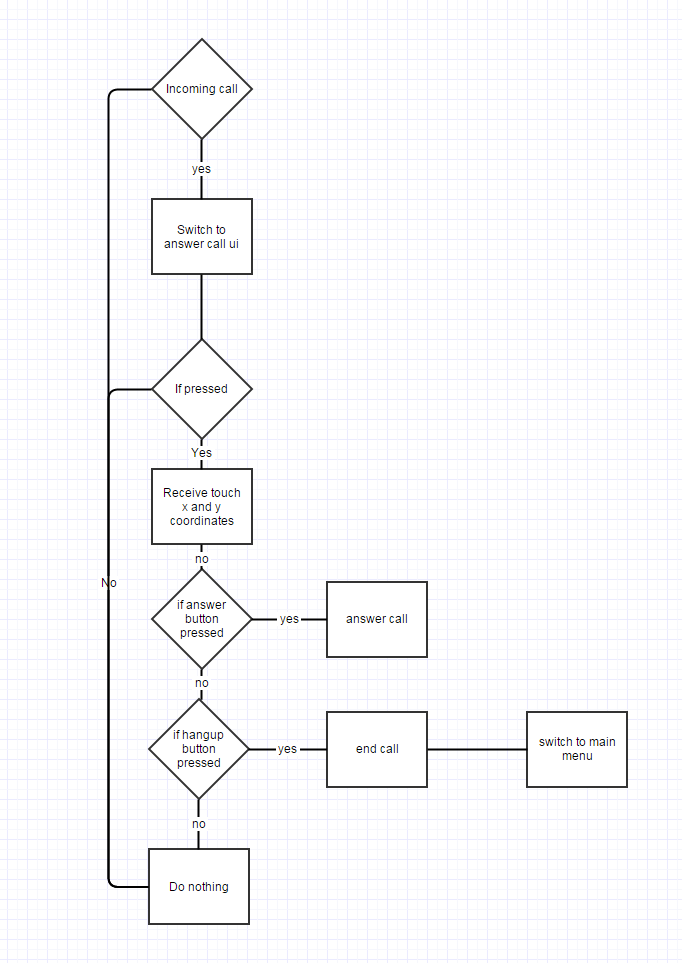 Incoming call
yes
Switch to
answer call ui
If pressed
Yes
Receive touch
x and y
coordinates
no
No
if answer
button
pressed
yes
answer call
no
if hangup
button
pressed
yes
end call
switch to main
menu
no
Do nothing